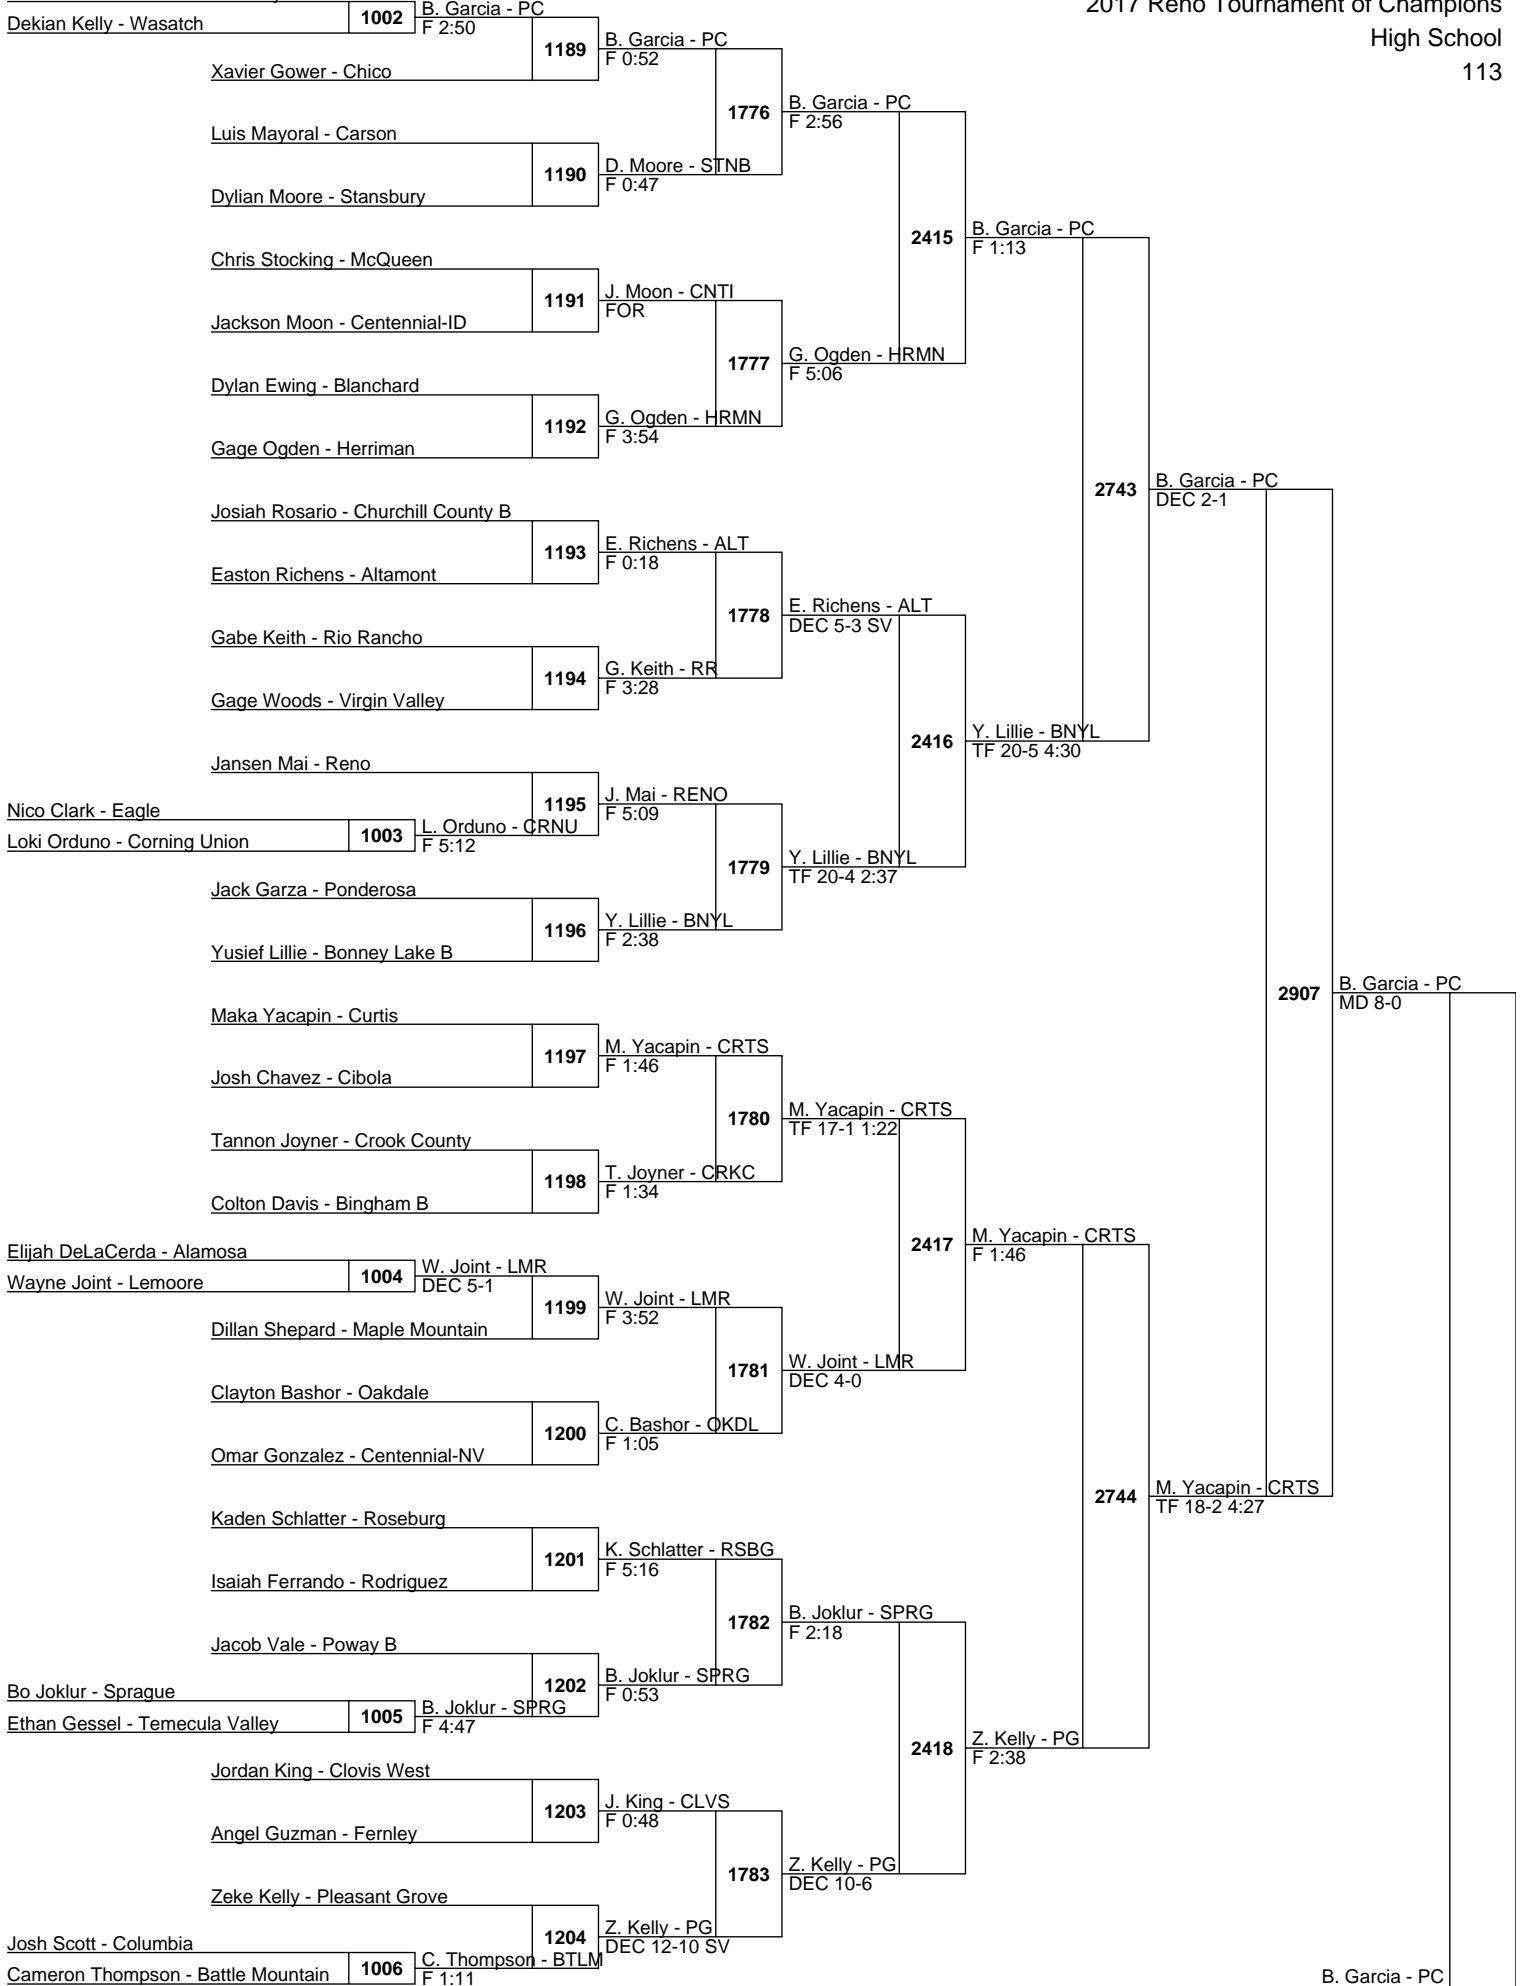 2017 Reno Tournament of Champions
High School
113
Dekian Kelly - Wasatch
1002
B. Garcia - PC
F 2:50
1189
B. Garcia - PC
F 0:52
Xavier Gower - Chico
1776
B. Garcia - PC
F 2:56
Luis Mayoral - Carson
1190
D. Moore - STNB
F 0:47
Dylian Moore - Stansbury
2415
B. Garcia - PC
F 1:13
Chris Stocking - McQueen
1191
J. Moon - CNTI
FOR
Jackson Moon - Centennial-ID
1777
G. Ogden - HRMN
F 5:06
Dylan Ewing - Blanchard
1192
G. Ogden - HRMN
F 3:54
Gage Ogden - Herriman
2743
B. Garcia - PC
DEC 2-1
Josiah Rosario - Churchill County B
1193
E. Richens - ALT
F 0:18
Easton Richens - Altamont
1778
E. Richens - ALT
DEC 5-3 SV
Gabe Keith - Rio Rancho
1194
G. Keith - RR
F 3:28
Gage Woods - Virgin Valley
2416
Y. Lillie - BNYL
TF 20-5 4:30
Jansen Mai - Reno
1195
J. Mai - RENO
F 5:09
Nico Clark - Eagle
Loki Orduno - Corning Union
1003
L. Orduno - CRNU
F 5:12
1779
Y. Lillie - BNYL
TF 20-4 2:37
Jack Garza - Ponderosa
1196
Y. Lillie - BNYL
F 2:38
Yusief Lillie - Bonney Lake B
2907
B. Garcia - PC
MD 8-0
Maka Yacapin - Curtis
1197
M. Yacapin - CRTS
F 1:46
Josh Chavez - Cibola
1780
M. Yacapin - CRTS
TF 17-1 1:22
Tannon Joyner - Crook County
1198
T. Joyner - CRKC
F 1:34
Colton Davis - Bingham B
2417
M. Yacapin - CRTS
F 1:46
Elijah DeLaCerda - Alamosa
Wayne Joint - Lemoore
1004
W. Joint - LMR
DEC 5-1
1199
W. Joint - LMR
F 3:52
Dillan Shepard - Maple Mountain
1781
W. Joint - LMR
DEC 4-0
Clayton Bashor - Oakdale
1200
C. Bashor - OKDL
F 1:05
Omar Gonzalez - Centennial-NV
2744
M. Yacapin - CRTS
TF 18-2 4:27
Kaden Schlatter - Roseburg
1201
K. Schlatter - RSBG
F 5:16
Isaiah Ferrando - Rodriguez
1782
B. Joklur - SPRG
F 2:18
Jacob Vale - Poway B
1202
B. Joklur - SPRG
F 0:53
Bo Joklur - Sprague
Ethan Gessel - Temecula Valley
1005
B. Joklur - SPRG
F 4:47
2418
Z. Kelly - PG
F 2:38
Jordan King - Clovis West
1203
J. King - CLVS
F 0:48
Angel Guzman - Fernley
1783
Z. Kelly - PG
DEC 10-6
Zeke Kelly - Pleasant Grove
1204
Z. Kelly - PG
DEC 12-10 SV
Josh Scott - Columbia
Cameron Thompson - Battle Mountain
1006
C. Thompson - BTLM
F 1:11
B. Garcia - PC